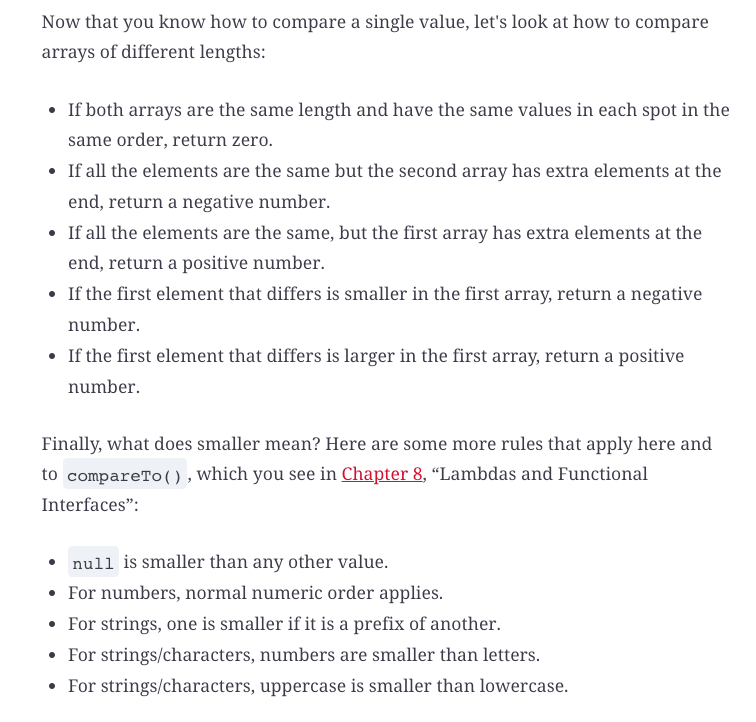 Now that you know how to compare a single value, let's look at how to compare
arrays of different lengths:
• If both arrays are the same length and have the same values in each spot in the
same order, return zero.
• If all the elements are the same but the second array has extra elements at the
end, return a negative number.
• If all the elements are the same, but the first array has extra elements at the
end, return a positive number.
• If the first element that differs is smaller in the first array, return a negative
number.
• If the first element that differs is larger in the first array, return a positive
number.
Finally, what does smaller mean? Here are some more rules that apply here and
to compareTo(), which you see in Chapter 8, “Lambdas and Functional
Interfaces”:
• null is smaller than any other value.
• For numbers, normal numeric order applies.
• For strings, one is smaller if it is a prefix of another.
• For strings/characters, numbers are smaller than letters.
• For strings/characters, uppercase is smaller than lowercase.